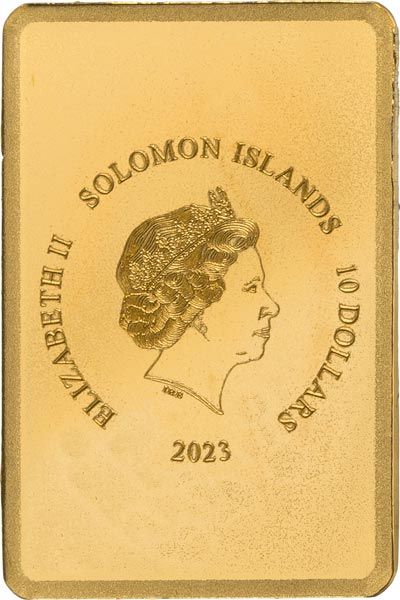 ELIZABETH II SOLOMON ISLANDS 10 DOLLARS
2023